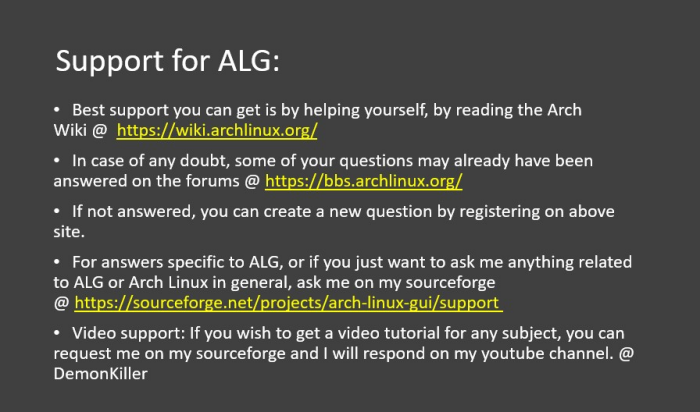 Support for ALG:
• Best support you can get is by helping yourself, by reading the Arch
Wiki @ https://wiki.archlinux.org/
• In case of any doubt, some of your questions may already have been
answered on the forums @ https://bbs.archlinux.org/
• If not answered, you can create a new question by registering on above
site.
• For answers specific to ALG, or if you just want to ask me anything related
to ALG or Arch Linux in general, ask me on my sourceforge
@ https://sourceforge.net/projects/arch-linux-gui/support
• Video support: If you wish to get a video tutorial for any subject, you can
request me on my sourceforge and I will respond on my youtube channel. @
DemonKiller